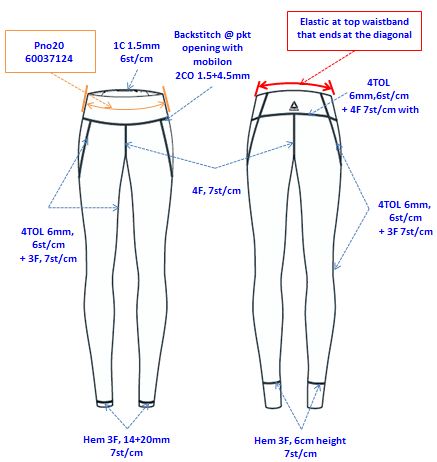 Pno20
60037124
1C 1.5mm
6st/cm
Backstitch @ pkt
opening with
mobilon
2CO 1.5+4.5mm
Elastic at top waistband
that ends at the diagonal
4TOL
6mm,6st/cm
+ 4F 7st/cm with
4F, 7st/cm
4TOL 6mm,
6st/cm
+ 3F, 7st/cm
4TOL 6mm,
6st/cm
+ 3F 7st/cm
Hem 3F, 14+20mm
7st/cm
Hem 3F, 6cm height
7st/cm